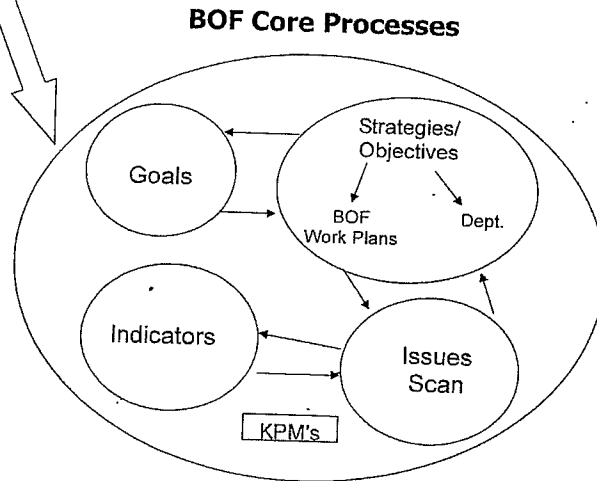 BOF Core Processes
Strategies/
Objectives
Goals
BOF
Work Plans
Dept.
Indicators
Issues
Scan
KPM's